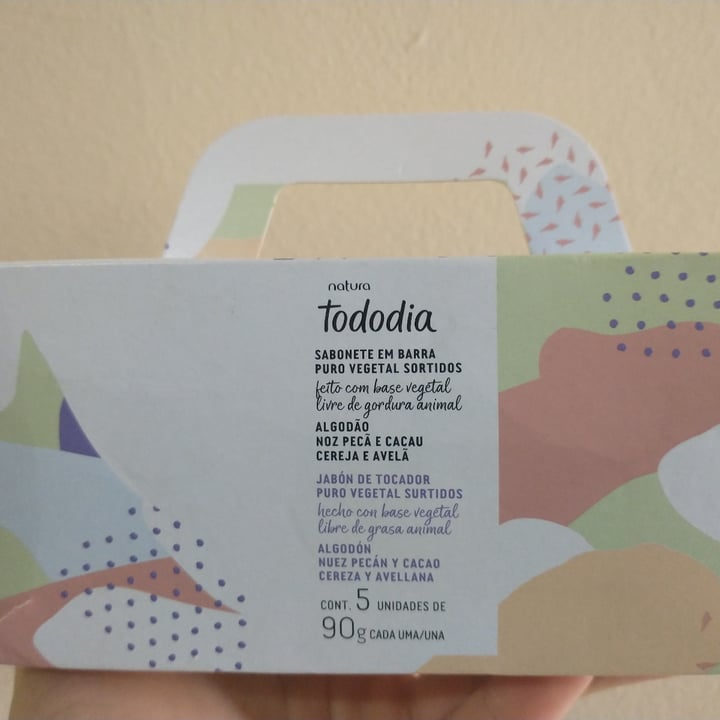 natura
Tododia
SABONETE EM BARRA
PURO VEGETAL SORTIDOS
feito com base vegetal
livre de gordura animal
ALGODÃO
NOZ PECÃ E CACAU
CEREJA E AVELÃ
JABÓN DE TOCADOR
PURO VEGETAL SURTIDOS
hecho con base vegetal
libre de grasa animal
ALGODÓN
NUEZ PECÁN Y CACAO
CEREZA Y AVELLANA
CONT. 5 UNIDADES DE
90g CADA UMA/UNA